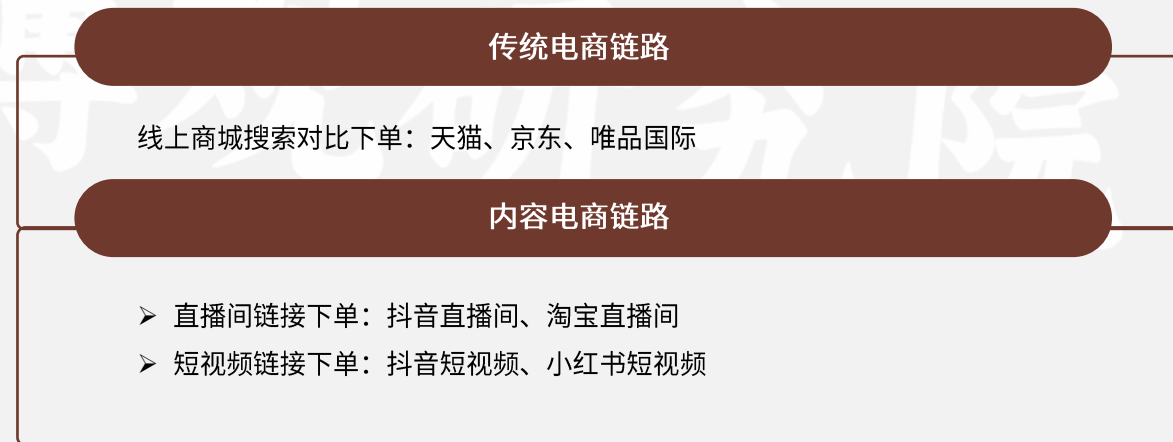 传统电商链路
线上商城搜索对比下单：天猫、京东、唯品国际
内容电商链路
➢ 直播间链接下单：抖音直播间、淘宝直播间
➢ 短视频链接下单：抖音短视频、小红书短视频